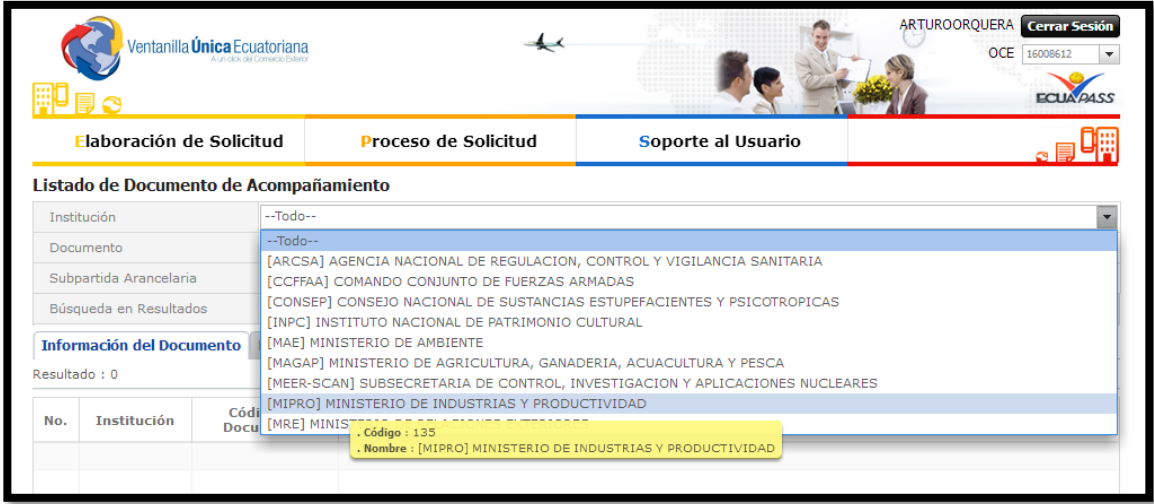 ARTUROORQUERA Cerrar Sesión
Ventanilla Única Ecuatoriana
A un click del Comercio Exterior
OCE 16008612
ECUAPASS
Elaboración de Solicitud Proceso de Solicitud Soporte al Usuario
Listado de Documento de Acompañamiento
Institución --Todo--
Documento --Todo--
[ARCSA] AGENCIA NACIONAL DE REGULACION, CONTROL Y VIGILANCIA SANITARIA
Subpartida Arancelaria [CCFFAA] COMANDO CONJUNTO DE FUERZAS ARMADAS
[CONSEP] CONSEJO NACIONAL DE SUSTANCIAS ESTUPEFACIENTES Y PSICOTROPICAS
Búsqueda en Resultados
[INPC] INSTITUTO NACIONAL DE PATRIMONIO CULTURAL
Información del Documento [MAE] MINISTERIO DE AMBIENTE
[MAGAP] MINISTERIO DE AGRICULTURA, GANADERIA, ACUACULTURA Y PESCA
Resultado : 0
[MEER-SCAN] SUBSECRETARIA DE CONTROL, INVESTIGACION Y APLICACIONES NUCLEARES
[MIPRO] MINISTERIO DE INDUSTRIAS Y PRODUCTIVIDAD
No. Institución
[MRE]
. Código : 135
. Nombre : [MIPRO] MINISTERIO DE INDUSTRIAS Y PRODUCTIVIDAD